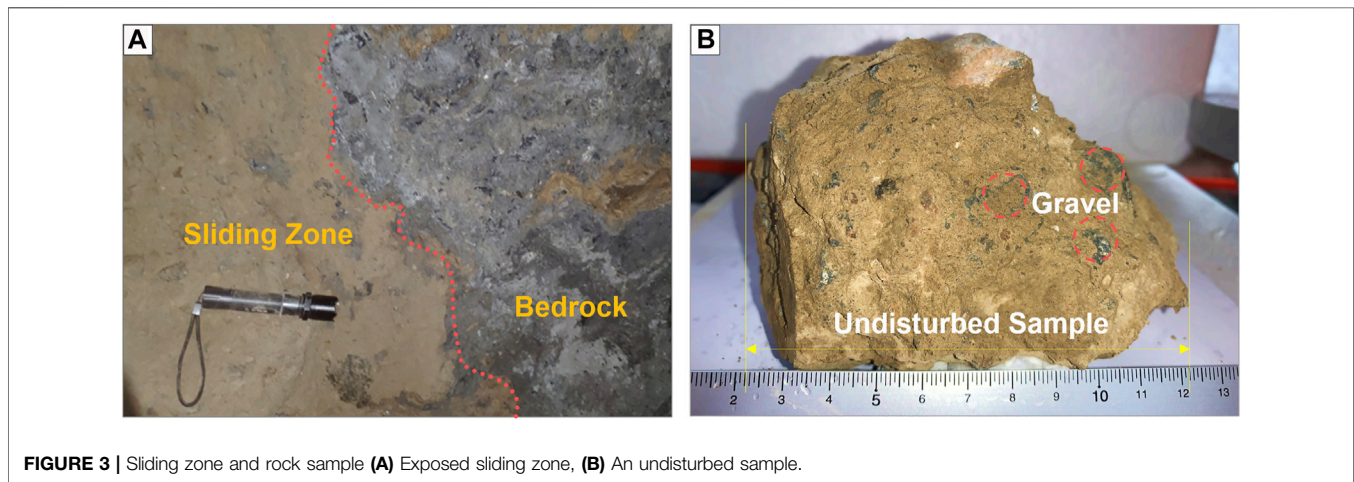 A
B
Sliding Zone
Bedrock
Gravel
Undisturbed Sample
2 3 4 5 6 7 8 9 10 11 12 13
FIGURE 3 | Sliding zone and rock sample (A) Exposed sliding zone, (B) An undisturbed sample.